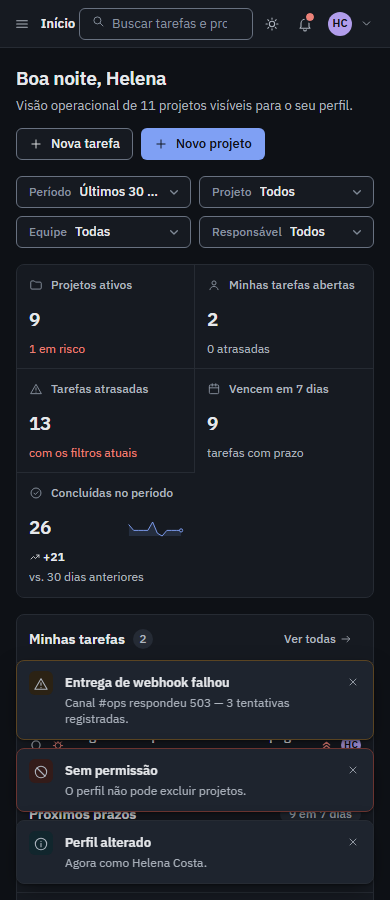 Início
Buscar tarefas e prc
HC
Boa noite, Helena
Visão operacional de 11 projetos visíveis para o seu perfil.
Nova tarefa
Novo projeto
Período Últimos 30 ...
Projeto Todos
Equipe Todas
Responsável Todos
Projetos ativos
9
1 em risco
Minhas tarefas abertas
2
0 atrasadas
Tarefas atrasadas
13
com os filtros atuais
Vencem em 7 dias
9
tarefas com prazo
Concluídas no período
26
+21
vs. 30 dias anteriores
Minhas tarefas 2
Ver todas →
Entrega de webhook falhou
Canal #ops respondeu 503 — 3 tentativas
registradas.
HC
Sem permissão
O perfil não pode excluir projetos.
Próximos prazos
9 em 7 dias
Perfil alterado
Agora como Helena Costa.